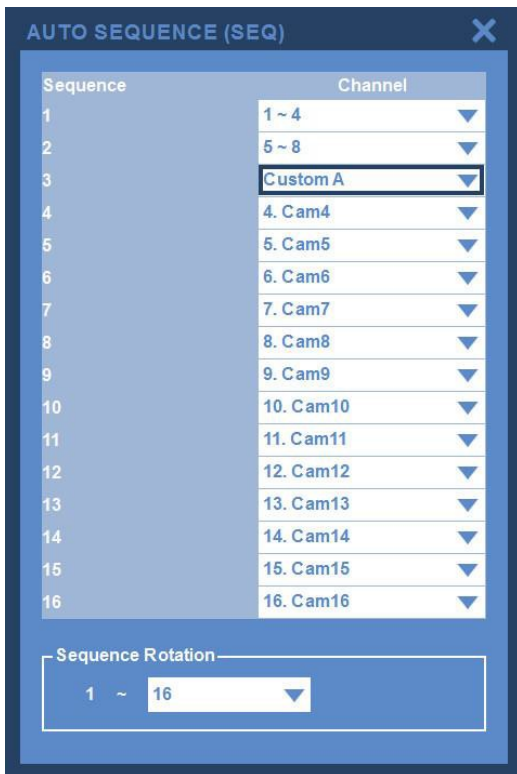 AUTO SEQUENCE (SEQ)
Sequence Channel
1 1 ~ 4
2 5 ~ 8
3 Custom A
4 4. Cam4
5 5. Cam5
6 6. Cam6
7 7. Cam7
8 8. Cam8
9 9. Cam9
10 10. Cam10
11 11. Cam11
12 12. Cam12
13 13. Cam13
14 14. Cam14
15 15. Cam15
16 16. Cam16
Sequence Rotation
1 ~ 16